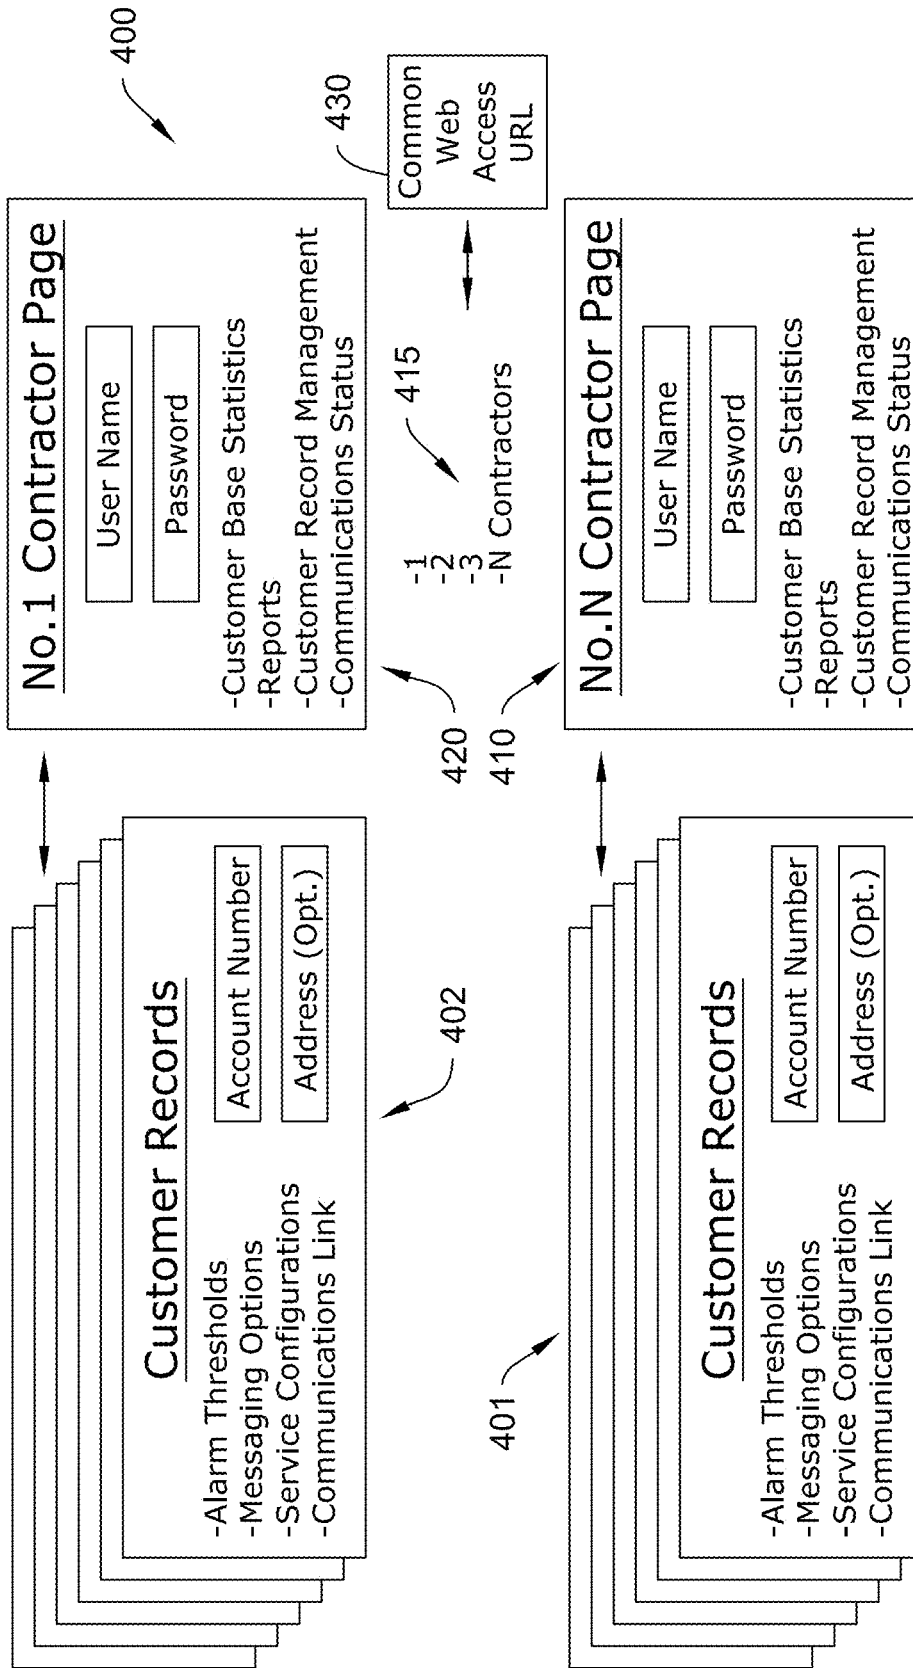 400
No.1 Contractor Page
User Name
Password
-Customer Base Statistics
-Reports
-Customer Record Management
-Communications Status
420
Customer Records
Account Number
Address (Opt.)
-Alarm Thresholds
-Messaging Options
-Service Configurations
-Communications Link
402
430
Common
Web
Access
URL
415
-1
-2
-3
-N Contractors
410
No.N Contractor Page
User Name
Password
-Customer Base Statistics
-Reports
-Customer Record Management
-Communications Status
401
Customer Records
Account Number
Address (Opt.)
-Alarm Thresholds
-Messaging Options
-Service Configurations
-Communications Link